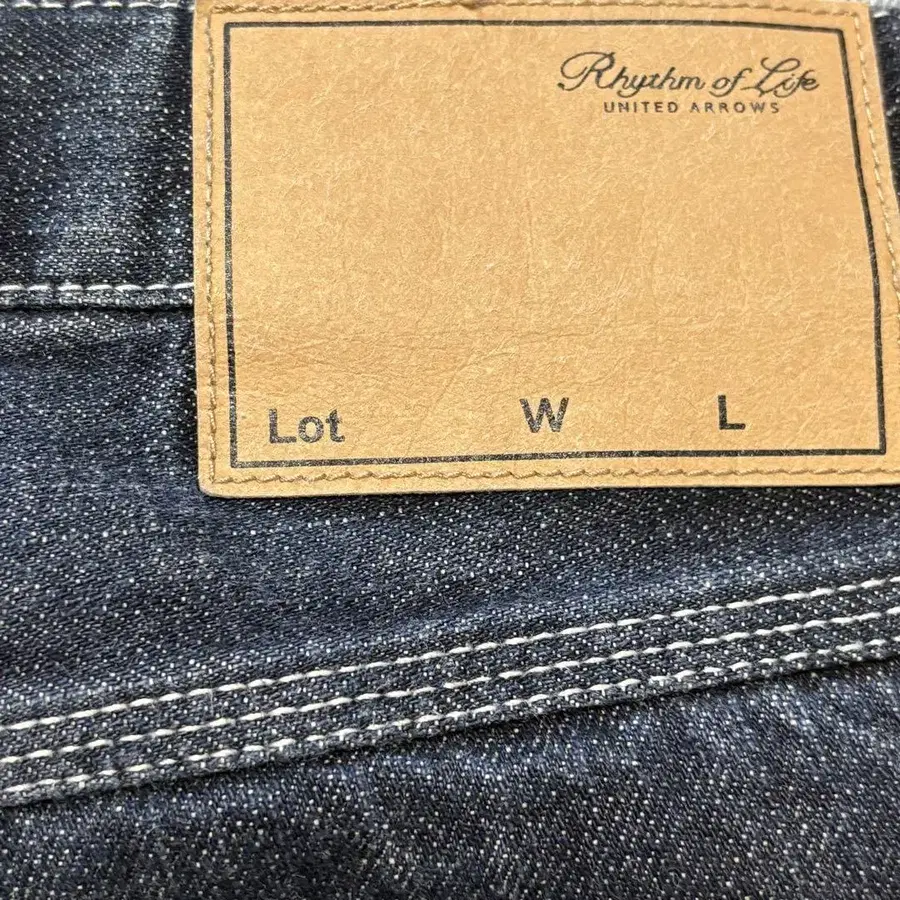 Rhythm of Life
UNITED ARROWS
Lot W L